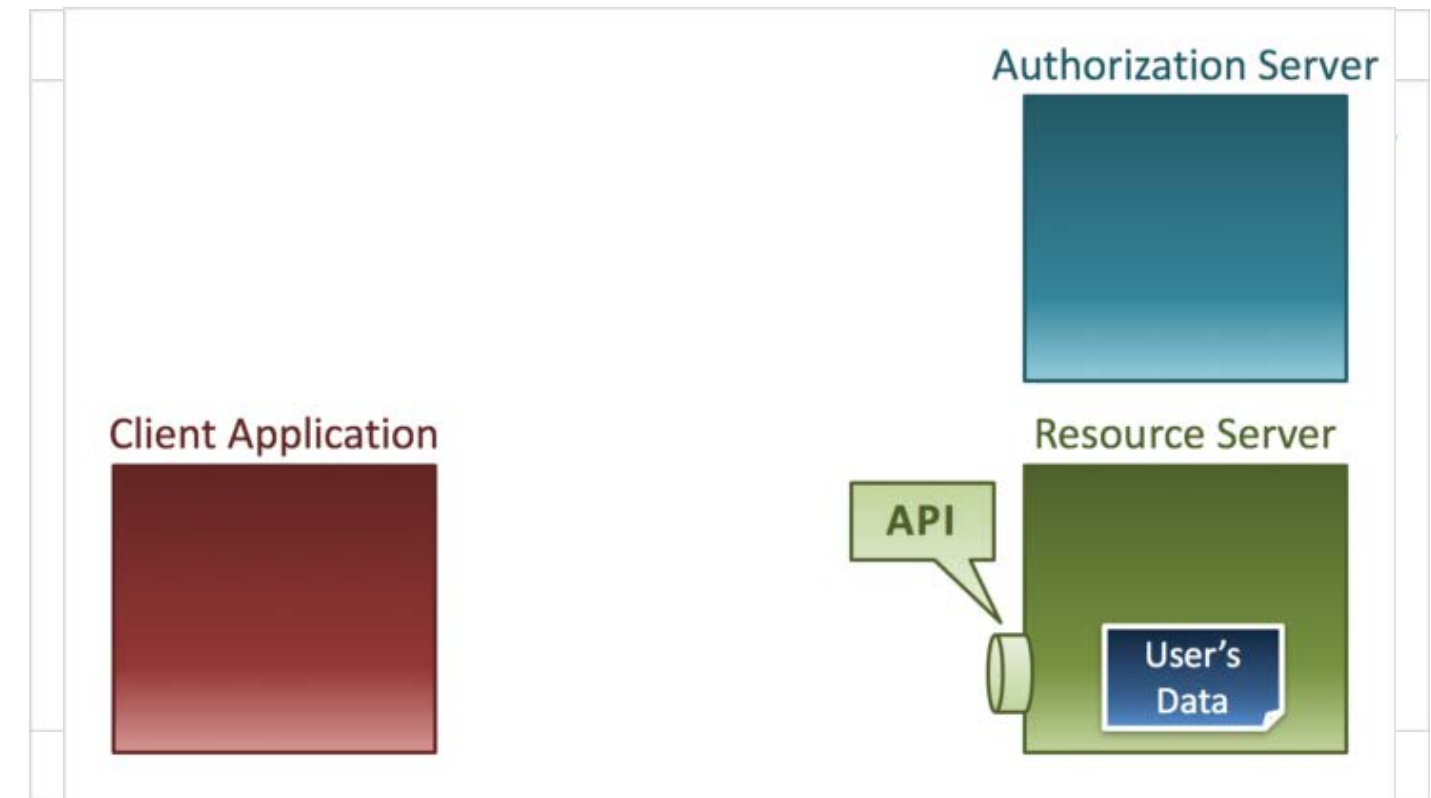 Authorization Server
Client Application
Resource Server
API
User’s
Data